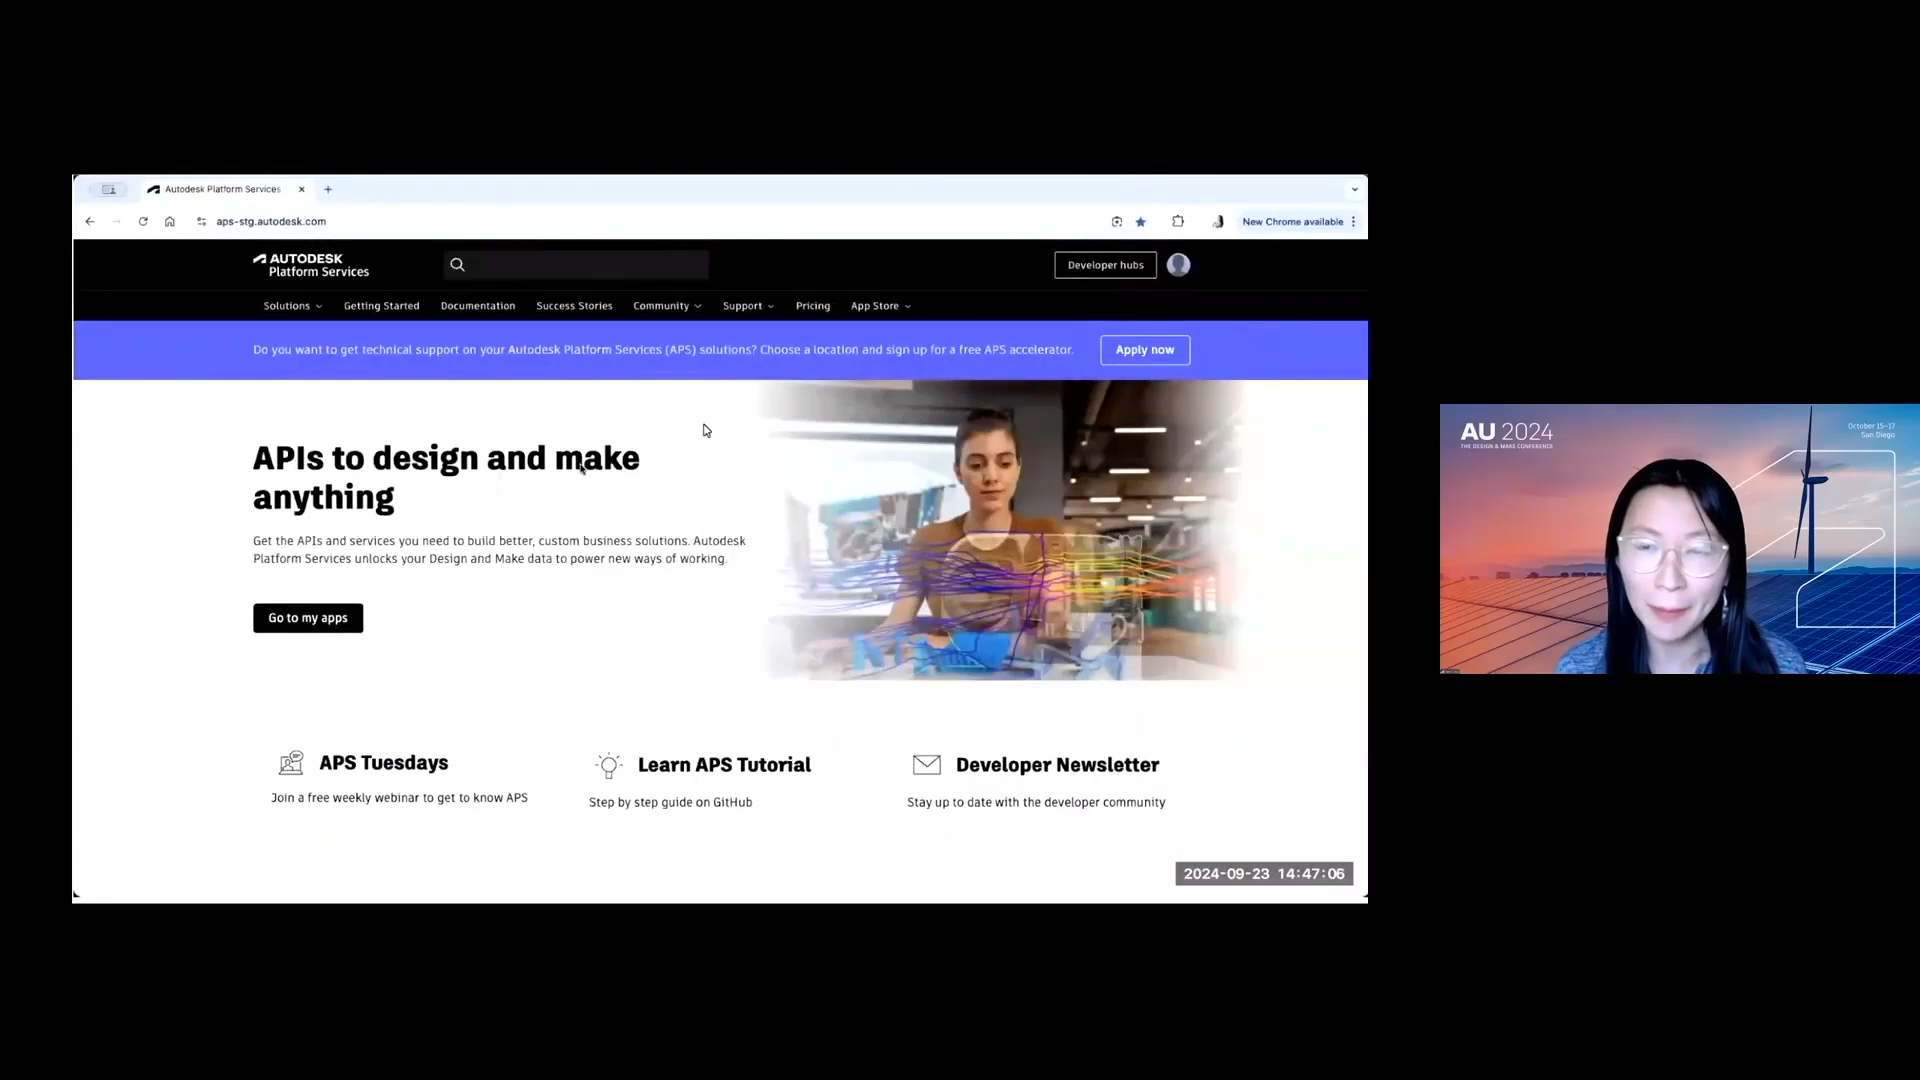 Autodesk Platform Services
aps-stg.autodesk.com
New Chrome available
AUTODESK
Platform Services
Developer hubs
Solutions
Getting Started
Documentation
Success Stories
Community
Support
Pricing
App Store
Do you want to get technical support on your Autodesk Platform Services (APS) solutions? Choose a location and sign up for a free APS accelerator.
Apply now
APIs to design and make
anything
Get the APIs and services you need to build better, custom business solutions. Autodesk
Platform Services unlocks your Design and Make data to power new ways of working.
Go to my apps
APS Tuesdays
Join a free weekly webinar to get to know APS
Learn APS Tutorial
Step by step guide on GitHub
Developer Newsletter
Stay up to date with the developer community
2024-09-23 14:47:06
AU 2024
THE DESIGN & MAKE CONFERENCE
October 15–17
San Diego